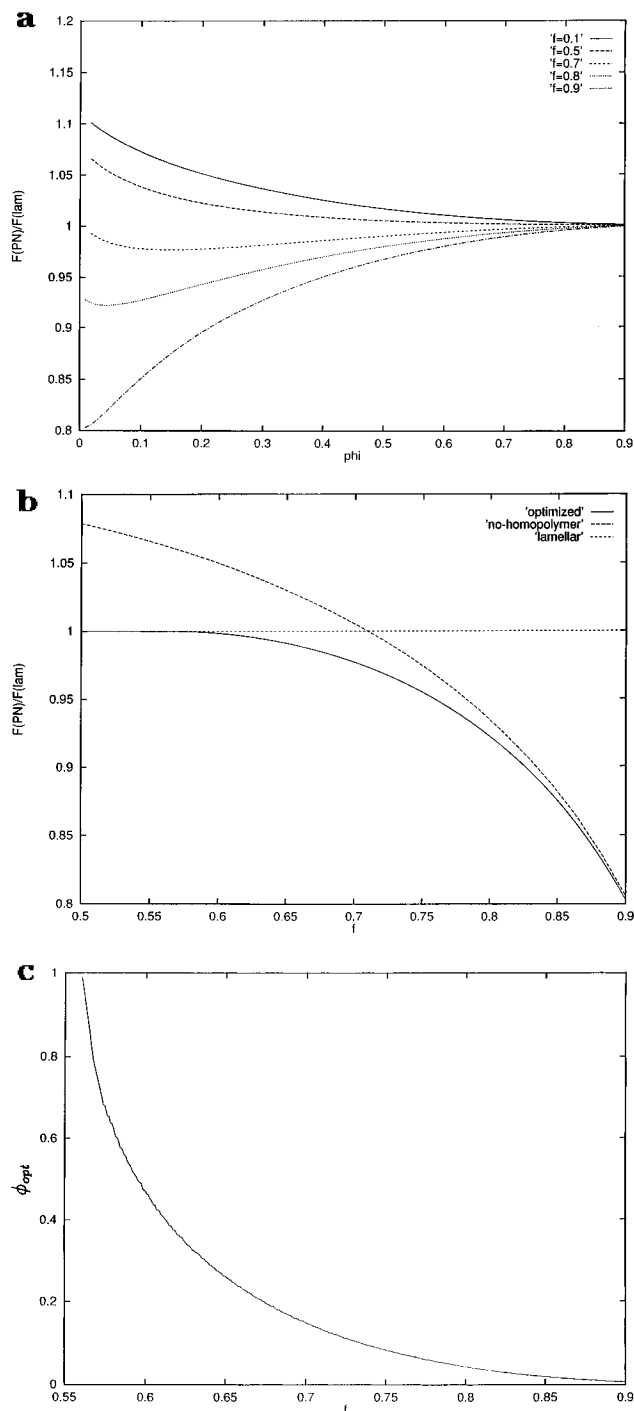 a
1.2
1.15
1.1
1.05
1
0.95
0.9
0.85
0.8
F(PN)/F(lam)
'f=0.1'
'f=0.5'
'f=0.7'
'f=0.8'
'f=0.9'
0 0.1 0.2 0.3 0.4 0.5 0.6 0.7 0.8 0.9
phi
b
1.1
1.05
1
0.95
0.9
0.85
0.8
F(PN)/F(lam)
'optimized'
'no-homopolymer'
'lamellar'
0.5 0.55 0.6 0.65 0.7 0.75 0.8 0.85 0.9
f
c
1
0.8
0.6
0.4
0.2
0
ϕopt
0.55 0.6 0.65 0.7 0.75 0.8 0.85 0.9
f